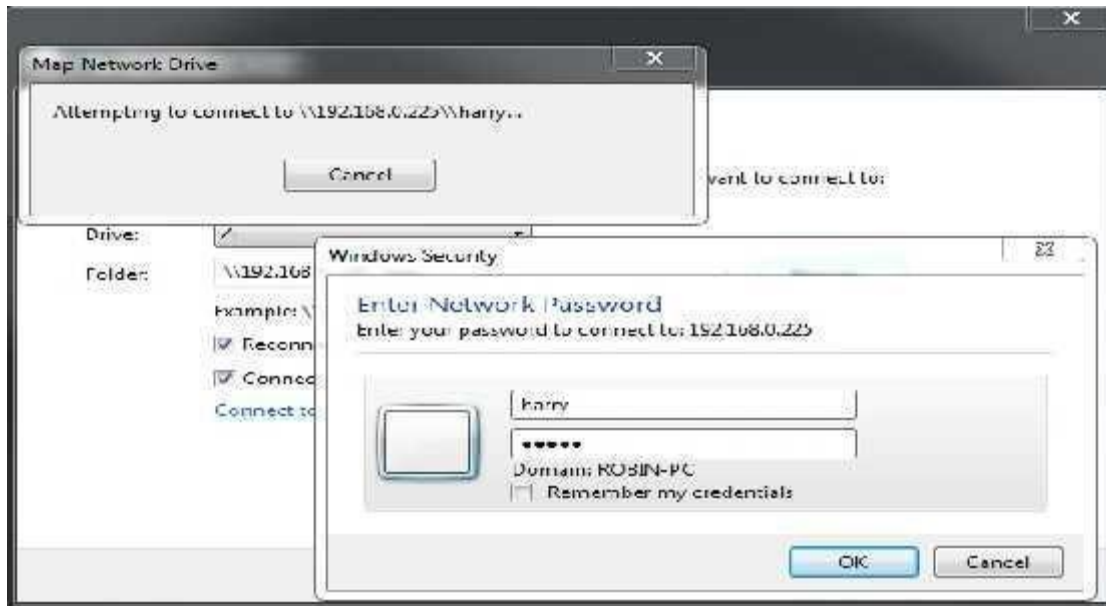 Map Network Drive
Attempting to connect to \\192.168.0.225\\harry...
Cancel
want to connect to:
Drive:
Folder: \\192.168
Example: \
Reconn
Connec
Connect to
Windows Security
Enter Network Password
Enter your password to connect to: 192.168.0.225
harry
•••••
Domain: ROBIN-PC
Remember my credentials
OK
Cancel